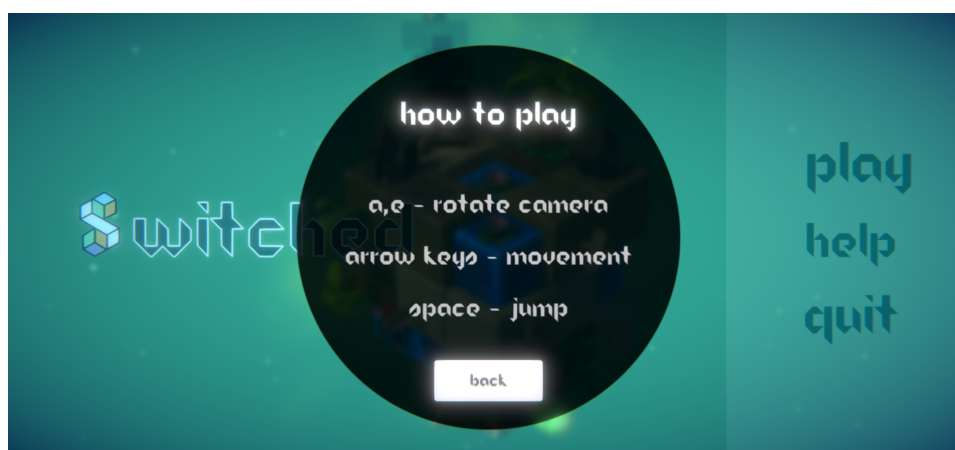 how to play
a,e - rotate camera
arrow keys - movement
space - jump
back
Switched
play
help
quit